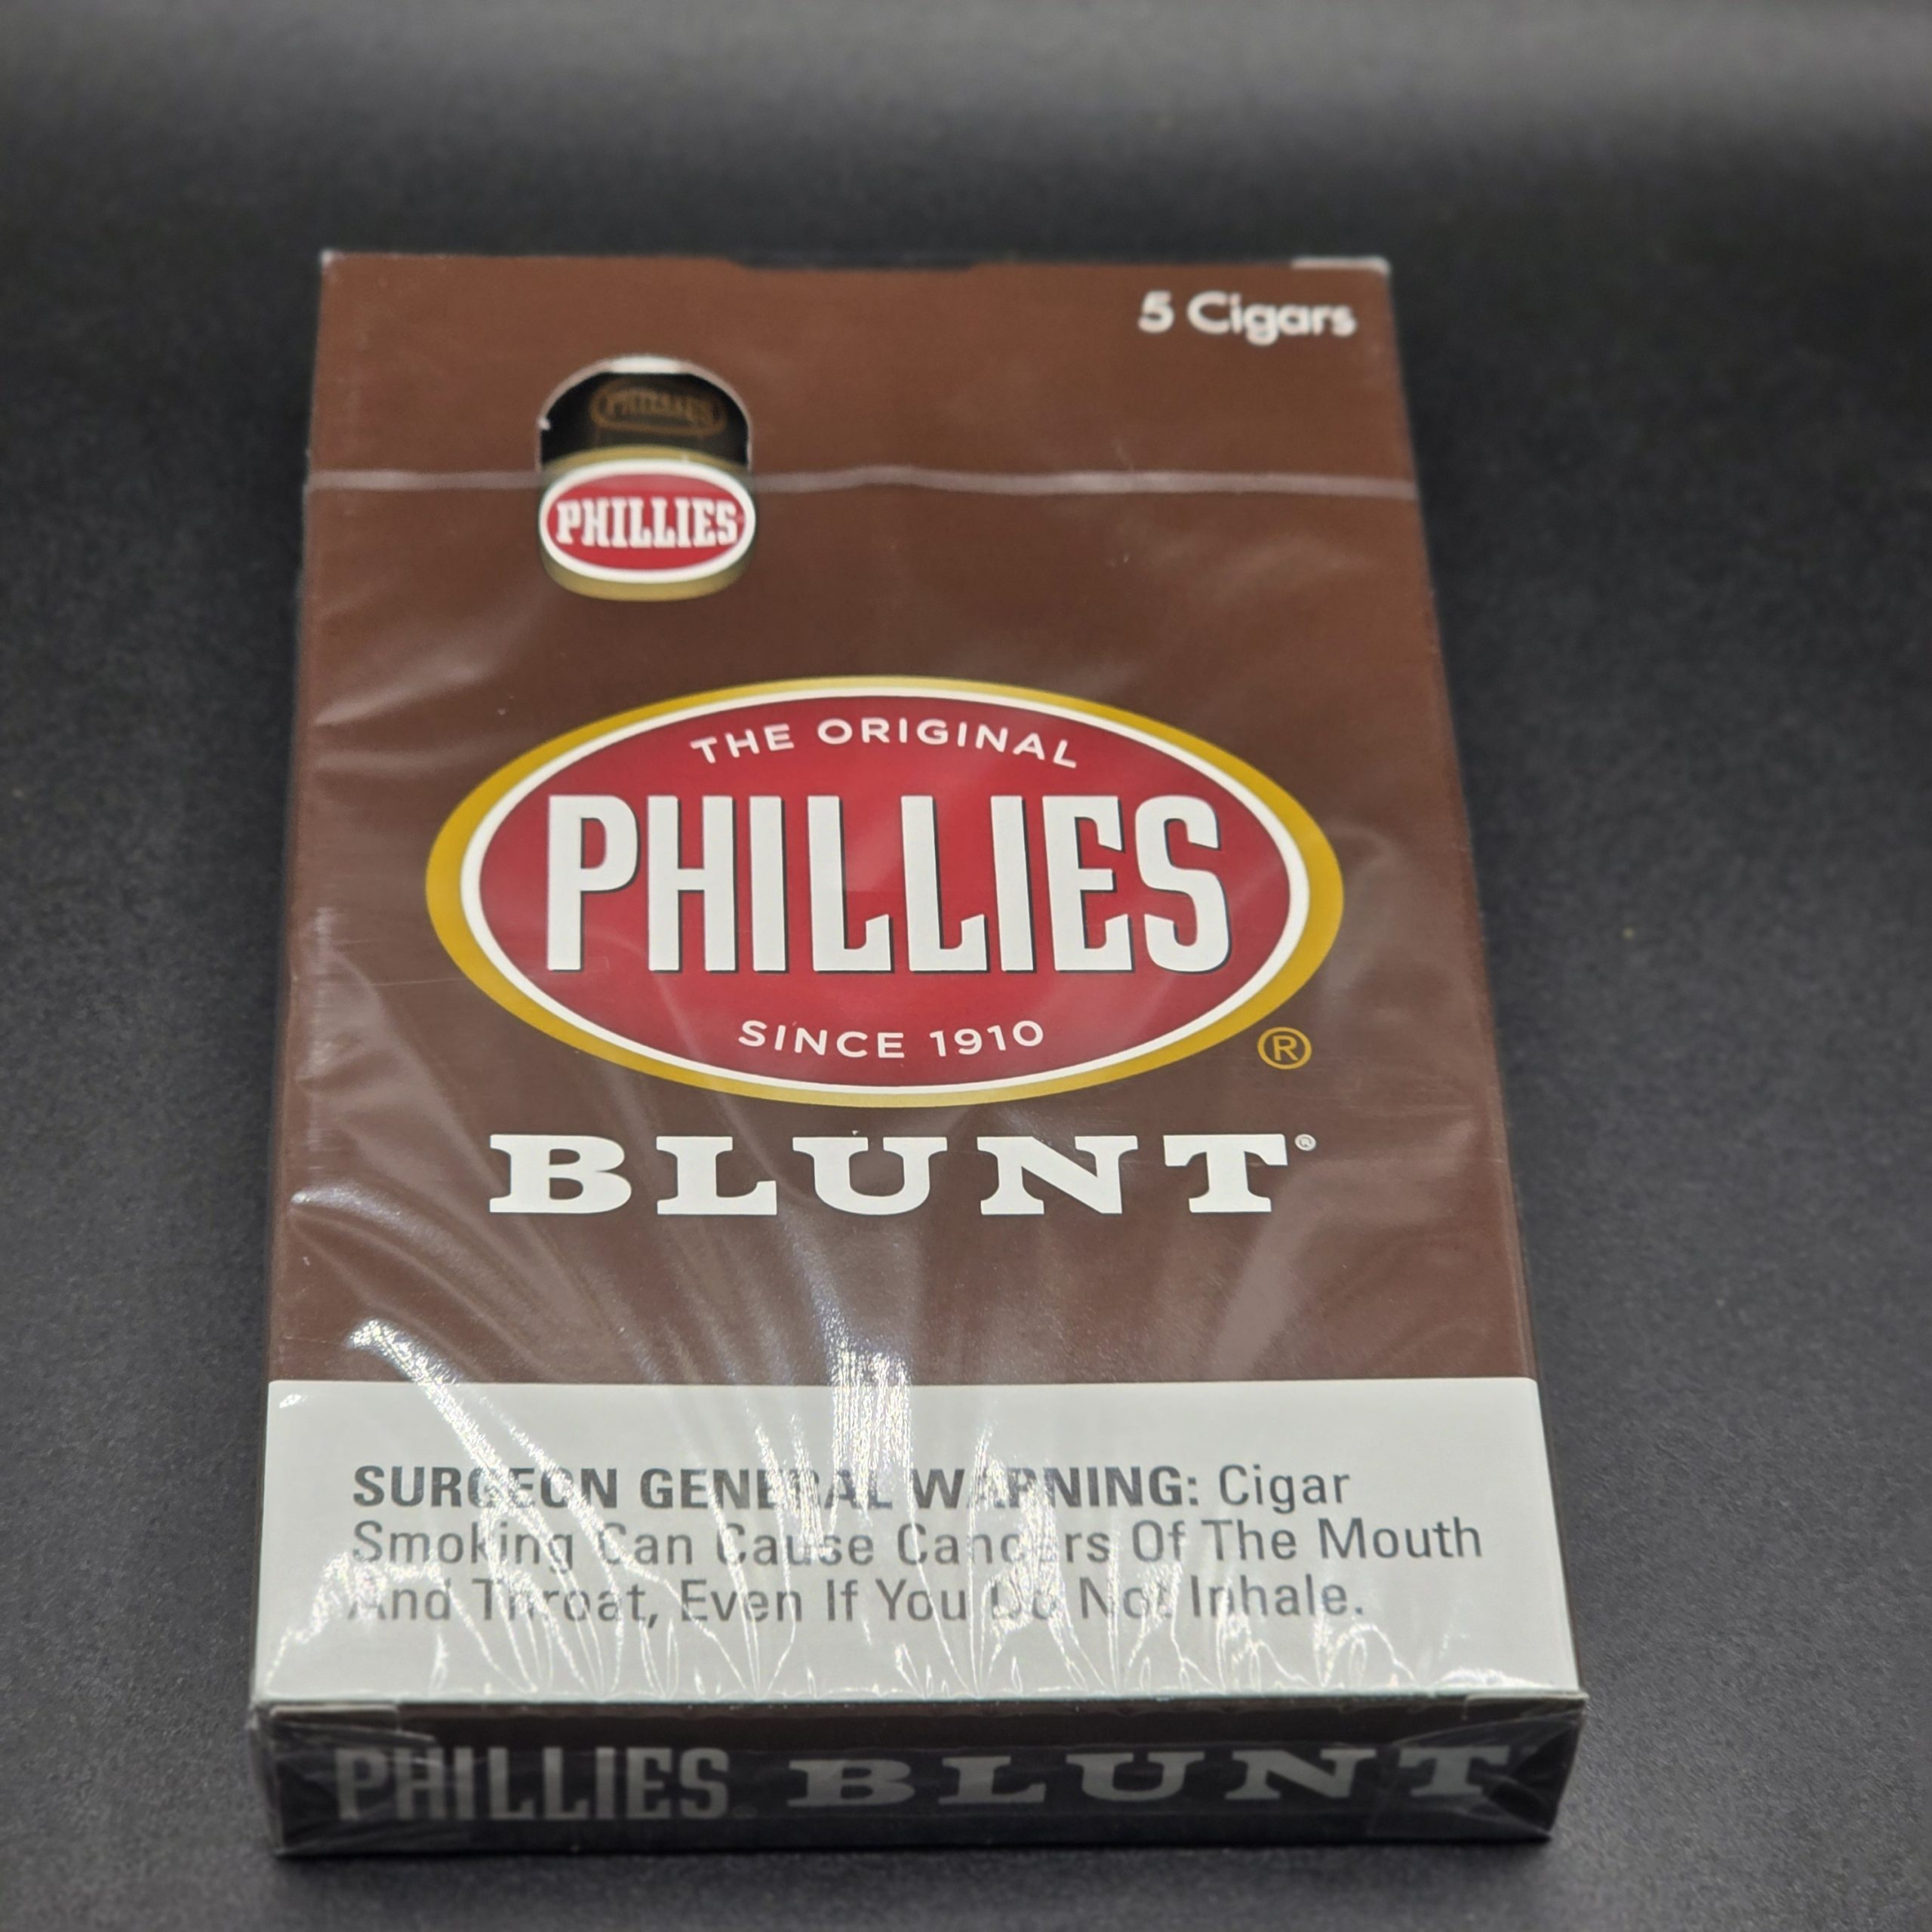 5 Cigars
PHILLIES
PHILLIES
THE ORIGINAL
PHILLIES
SINCE 1910
®
BLUNT®
SURGEON GENERAL WARNING: Cigar
Smoking Can Cause Cancers Of The Mouth
And Throat, Even If You Do Not Inhale.
PHILLIES BLUNT